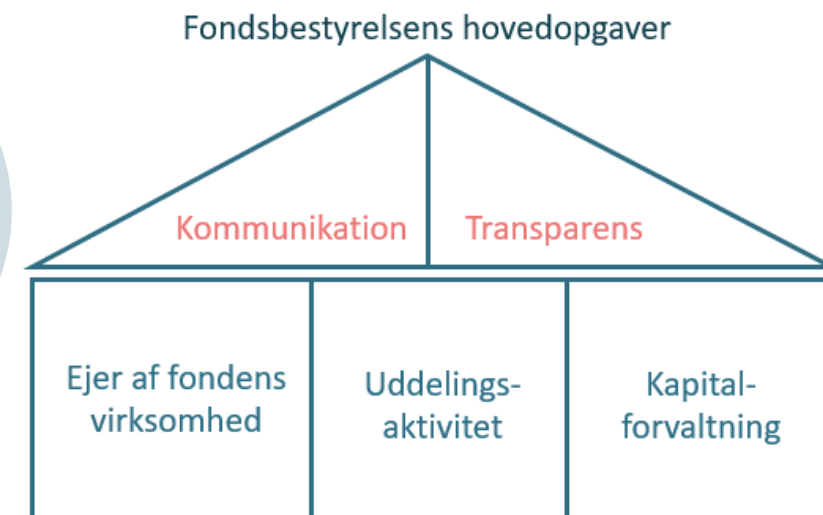 Fondsbestyrelsens hovedopgaver
Kommunikation
Transparens
Ejer af fondens
virksomhed
Uddelings-
aktivitet
Kapital-
forvaltning